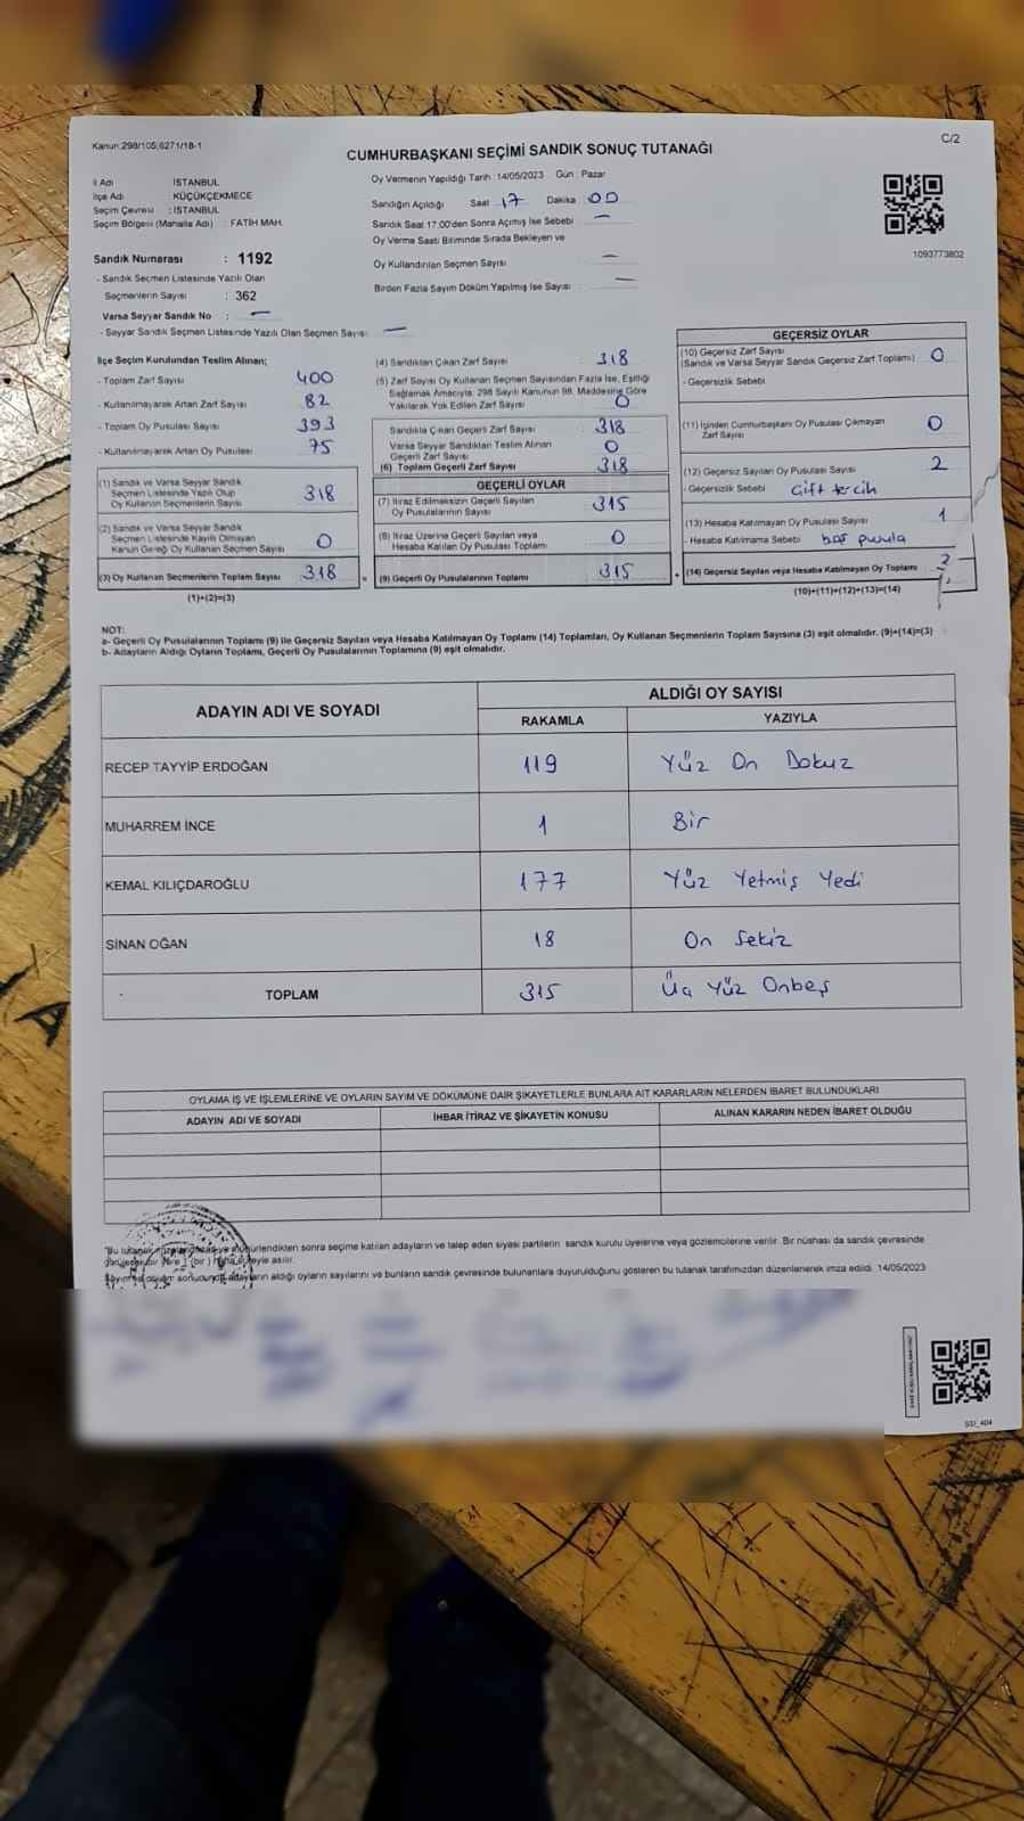 Kanun:298/105,6271/18-1
C/2
CUMHURBAŞKANI SEÇİMİ SANDIK SONUÇ TUTANAĞI
İl Adı İSTANBUL
İlçe Adı KÜÇÜKÇEKMECE
Seçim Çevresi : İSTANBUL
Seçim Bölgesi (Mahalle Adı) : FATİH MAH.
Sandık Numarası : 1192
- Sandık Seçmen Listesinde Yazılı Olan
Seçmenlerin Sayısı : 362
Varsa Seyyar Sandık No : —
- Seyyar Sandık Seçmen Listesinde Yazılı Olan Seçmen Sayısı: —
Oy Vermenin Yapıldığı Tarih :14/05/2023 Gün : Pazar
Sandığın Açıldığı Saat : 17 Dakika : 00
Sandık Saat 17.00'den Sonra Açılmış İse Sebebi : —
Oy Verme Saati Bitiminde Sırada Bekleyen ve
Oy Kullandırılan Seçmen Sayısı : —
Birden Fazla Sayım Döküm Yapılmış İse Sayısı : —
1093773802
İlçe Seçim Kurulundan Teslim Alınan;
- Toplam Zarf Sayısı 400
- Kullanılmayarak Artan Zarf Sayısı 82
- Toplam Oy Pusulası Sayısı 393
- Kullanılmayarak Artan Oy Pusulası 75
(1) Sandık ve Varsa Seyyar Sandık
Seçmen Listesinde Yazılı Olup
Oy Kullanan Seçmenlerin Sayısı 318
(2) Sandık ve Varsa Seyyar Sandık
Seçmen Listesinde Kayıtlı Olmayan
Kanun Gereği Oy Kullanan Seçmen Sayısı 0
(3) Oy Kullanan Seçmenlerin Toplam Sayısı 318
(1)+(2)=(3)
(4) Sandıktan Çıkan Zarf Sayısı : 318
(5) Zarf Sayısı Oy Kullanan Seçmen Sayısından Fazla İse, Eşitliği
Sağlamak Amacıyla; 298 Sayılı Kanunun 98. Maddesine Göre
Yakılarak Yok Edilen Zarf Sayısı 0
Sandıkta Çıkan Geçerli Zarf Sayısı 318
Varsa Seyyar Sandıktan Teslim Alınan
Geçerli Zarf Sayısı 0
(6) Toplam Geçerli Zarf Sayısı 318
GEÇERLİ OYLAR
(7) İtiraz Edilmeksizin Geçerli Sayılan
Oy Pusulalarının Sayısı 315
(8) İtiraz Üzerine Geçerli Sayılan veya
Hesaba Katılan Oy Pusulası Toplamı 0
= (9) Geçerli Oy Pusulalarının Toplamı 315
GEÇERSİZ OYLAR
(10) Geçersiz Zarf Sayısı
(Sandık ve Varsa Seyyar Sandık Geçersiz Zarf Toplamı) 0
- Geçersizlik Sebebi
(11) İçinden Cumhurbaşkanı Oy Pusulası Çıkmayan
Zarf Sayısı 0
(12) Geçersiz Sayılan Oy Pusulası Sayısı 2
- Geçersizlik Sebebi Çift tercih
(13) Hesaba Katılmayan Oy Pusulası Sayısı 1
- Hesaba Katılmama Sebebi boş pusula
+ (14) Geçersiz Sayılan veya Hesaba Katılmayan Oy Toplamı
(10)+(11)+(12)+(13)=(14)
NOT:
a- Geçerli Oy Pusulalarının Toplamı (9) ile Geçersiz Sayılan veya Hesaba Katılmayan Oy Toplamı (14) Toplamları, Oy Kullanan Seçmenlerin Toplam Sayısına (3) eşit olmalıdır. (9)+(14)=(3)
b- Adayların Aldığı Oyların Toplamı, Geçerli Oy Pusulalarının Toplamına (9) eşit olmalıdır.
ADAYIN ADI VE SOYADI ALDIĞI OY SAYISI
RAKAMLA YAZIYLA
RECEP TAYYİP ERDOĞAN 119 Yüz On Dokuz
MUHARREM İNCE 1 Bir
KEMAL KILIÇDAROĞLU 177 Yüz Yetmiş Yedi
SİNAN OĞAN 18 On Sekiz
TOPLAM 315 Üç Yüz Onbeş
OYLAMA İŞ VE İŞLEMLERİNE VE OYLARIN SAYIM VE DÖKÜMÜNE DAİR ŞİKAYETLERLE BUNLARA AİT KARARLARIN NELERDEN İBARET BULUNDUKLARI
ADAYIN ADI VE SOYADI İHBAR İTİRAZ VE ŞİKAYETİN KONUSU ALINAN KARARIN NEDEN İBARET OLDUĞU
"Bu tutanak sonra seçime katılan adayların ve talep eden siyasi partilerin sandık kurulu üyelerine veya gözlemcilerine verilir. Bir nüshası da sandık çevresinde
asılır.
adayların aldığı oyların sayılarını ve bunların sandık çevresinde bulunanlara duyurulduğunu gösteren bu tutanak tarafımızdan düzenlenerek imza edildi. 14/05/2023
SD_404